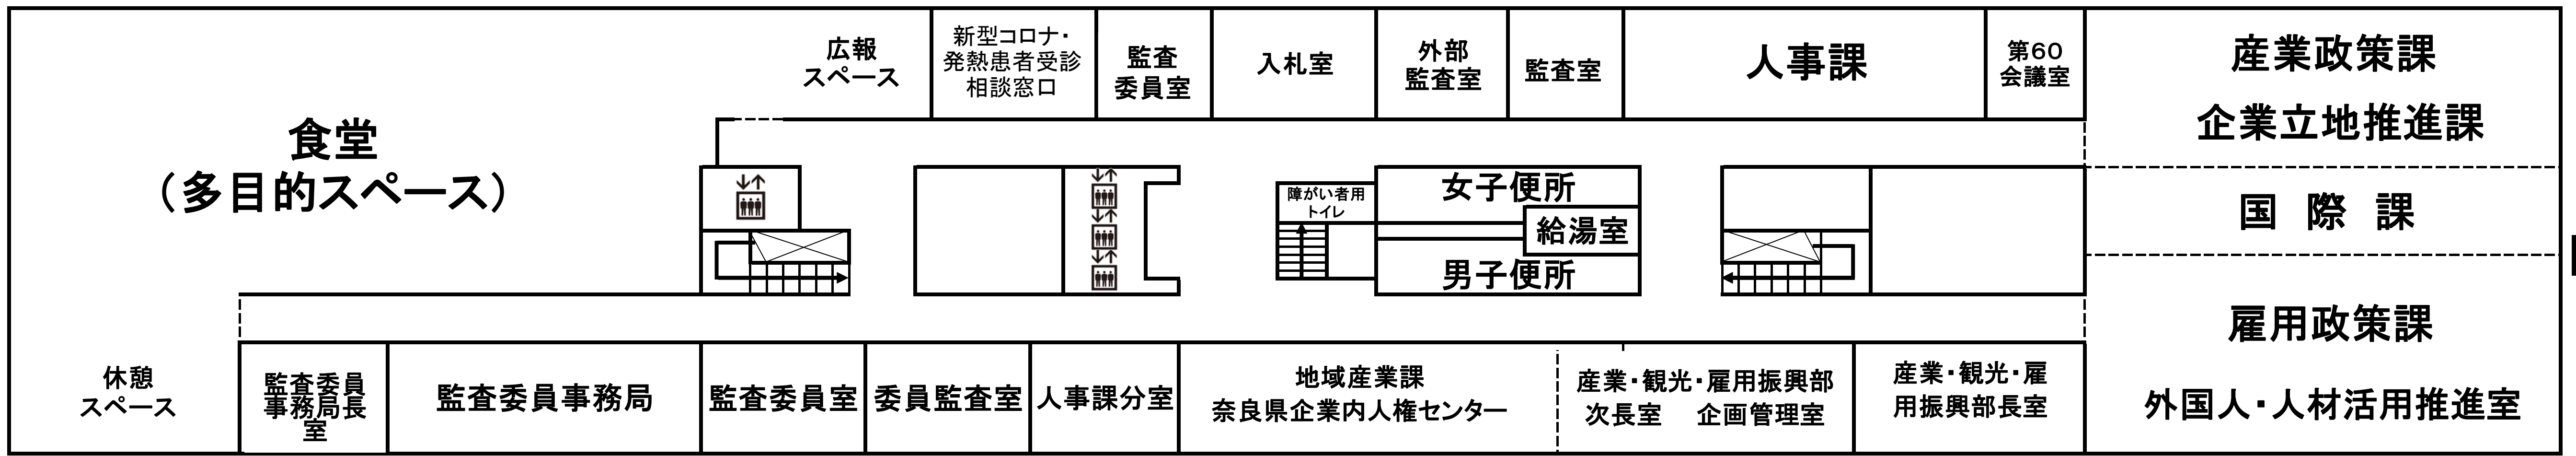 広報
スペース
新型コロナ・
発熱患者受診
相談窓口
監査
委員室
入札室
外部
監査室
監査室
人事課
第60
会議室
産業政策課
企業立地推進課
食堂
（多目的スペース）
障がい者用
トイレ
女子便所
給湯室
男子便所
国 際 課
雇用政策課
外国人・人材活用推進室
休憩
スペース
監査委員
事務局長
室
監査委員事務局
監査委員室
委員監査室
人事課分室
地域産業課
奈良県企業内人権センター
産業・観光・雇用振興部
次長室 企画管理室
産業・観光・雇
用振興部長室